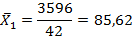 X̄₁ = 3596/42 = 85,62